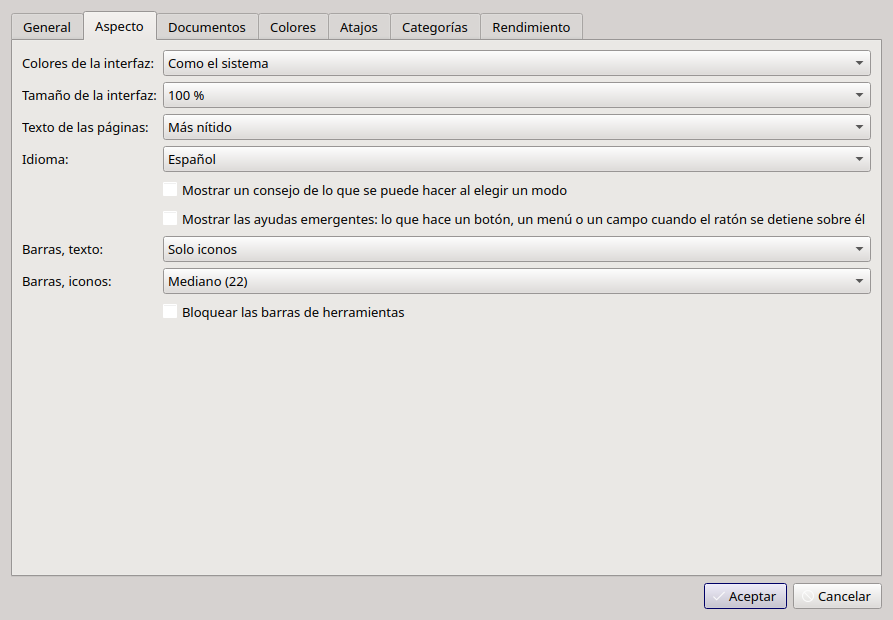 General Aspecto Documentos Colores Atajos Categorías Rendimiento
Colores de la interfaz: Como el sistema
Tamaño de la interfaz: 100 %
Texto de las páginas: Más nítido
Idioma: Español
Mostrar un consejo de lo que se puede hacer al elegir un modo
Mostrar las ayudas emergentes: lo que hace un botón, un menú o un campo cuando el ratón se detiene sobre él
Barras, texto: Solo iconos
Barras, iconos: Mediano (22)
Bloquear las barras de herramientas
Aceptar Cancelar